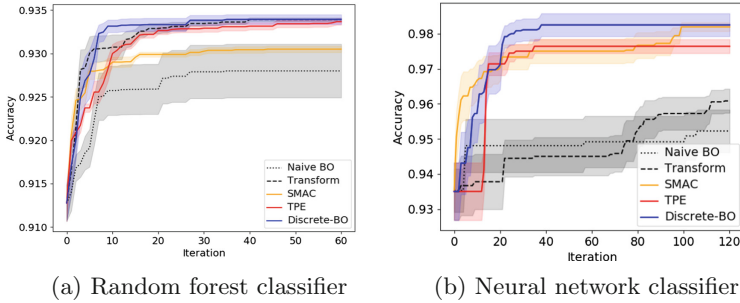 0.935
0.930
0.925
0.920
0.915
0.910
Accuracy
0 10 20 30 40 50 60
Iteration
Naive BO
Transform
SMAC
TPE
Discrete-BO
(a) Random forest classifier
0.98
0.97
0.96
0.95
0.94
0.93
Accuracy
0 20 40 60 80 100 120
Iteration
Naive BO
Transform
SMAC
TPE
Discrete-BO
(b) Neural network classifier